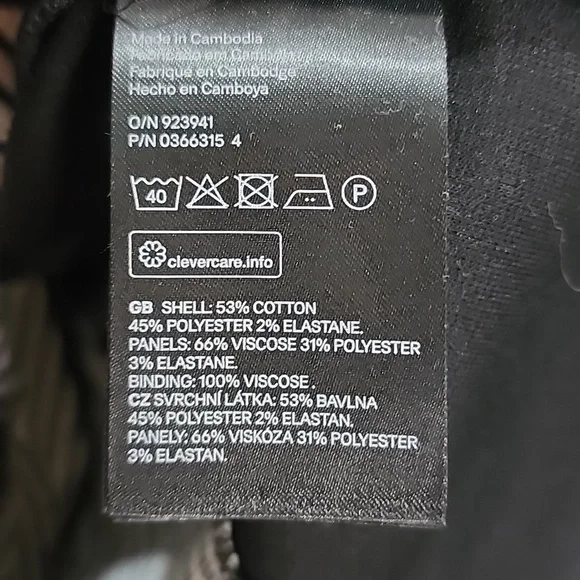 Made in Cambodia
Fabriqué en Cambodge
Hecho en Camboya
O/N 923941
P/N 0366315 4
40
P
clevercare.info
GB SHELL: 53% COTTON
45% POLYESTER 2% ELASTANE.
PANELS: 66% VISCOSE 31% POLYESTER
3% ELASTANE.
BINDING: 100% VISCOSE.
CZ SVRCHNÍ LÁTKA: 53% BAVLNA
45% POLYESTER 2% ELASTAN.
PANELY: 66% VISKÓZA 31% POLYESTER
3% ELASTAN.